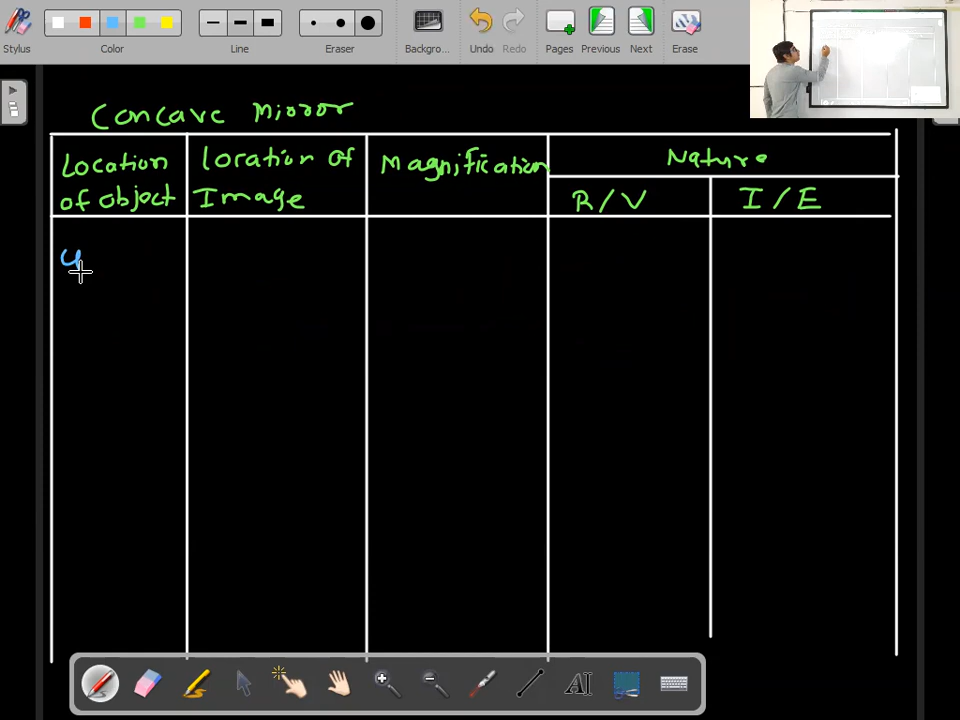 Color
Line
Eraser
Stylus
Backgro...
Undo
Redo
Pages
Previous
Next
Erase
Concave Mirror
Location of object
Location of Image
Magnification
Nature
R/V
I/E
u
AI